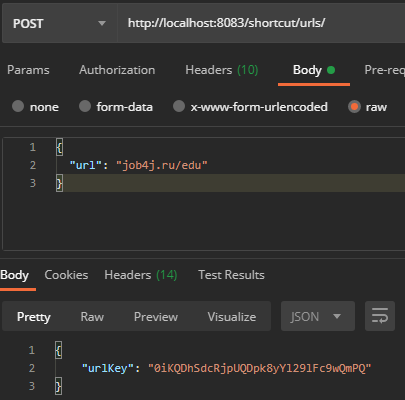 POST http://localhost:8083/shortcut/urls/
Params Authorization Headers (10) Body Pre-req
none form-data x-www-form-urlencoded raw
1 {
2 "url": "job4j.ru/edu"
3 }
Body Cookies Headers (14) Test Results
Pretty Raw Preview Visualize JSON
1 {
2 "urlKey": "0iKQDhSdcRjpUQDpk8yYl29lFc9wQmPQ"
3 }